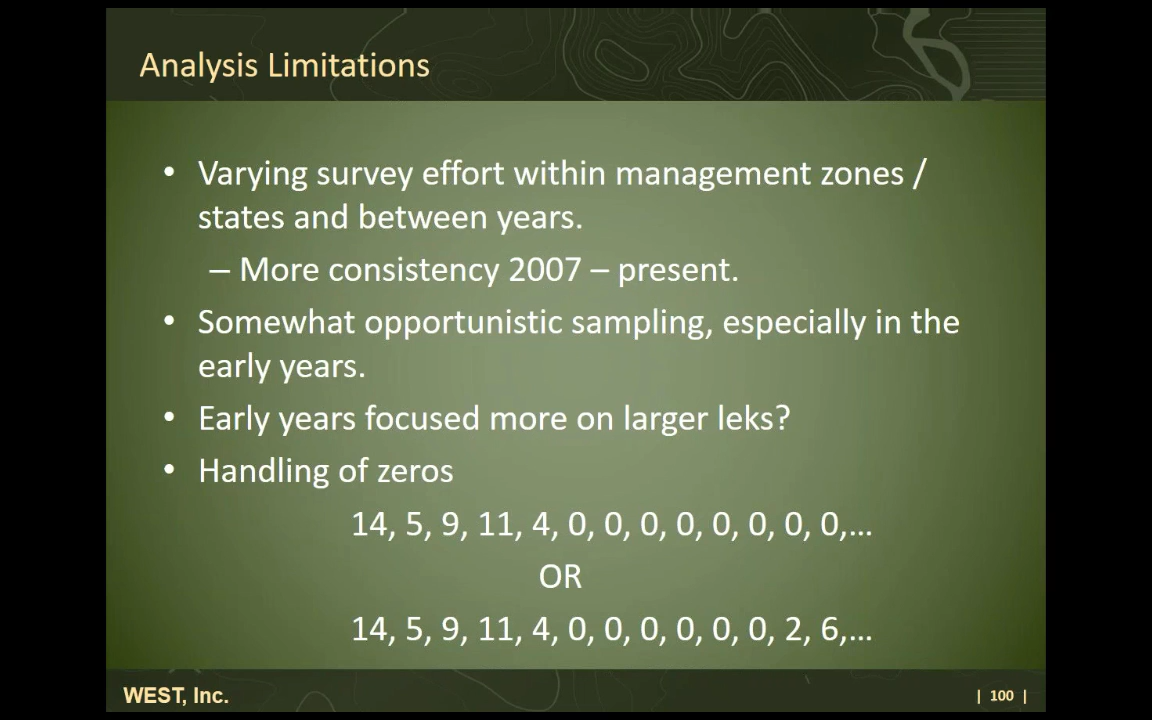 Analysis Limitations
• Varying survey effort within management zones /
states and between years.
– More consistency 2007 – present.
• Somewhat opportunistic sampling, especially in the
early years.
• Early years focused more on larger leks?
• Handling of zeros
14, 5, 9, 11, 4, 0, 0, 0, 0, 0, 0, 0, 0,...
OR
14, 5, 9, 11, 4, 0, 0, 0, 0, 0, 0, 2, 6,...
WEST, Inc.
| 100 |